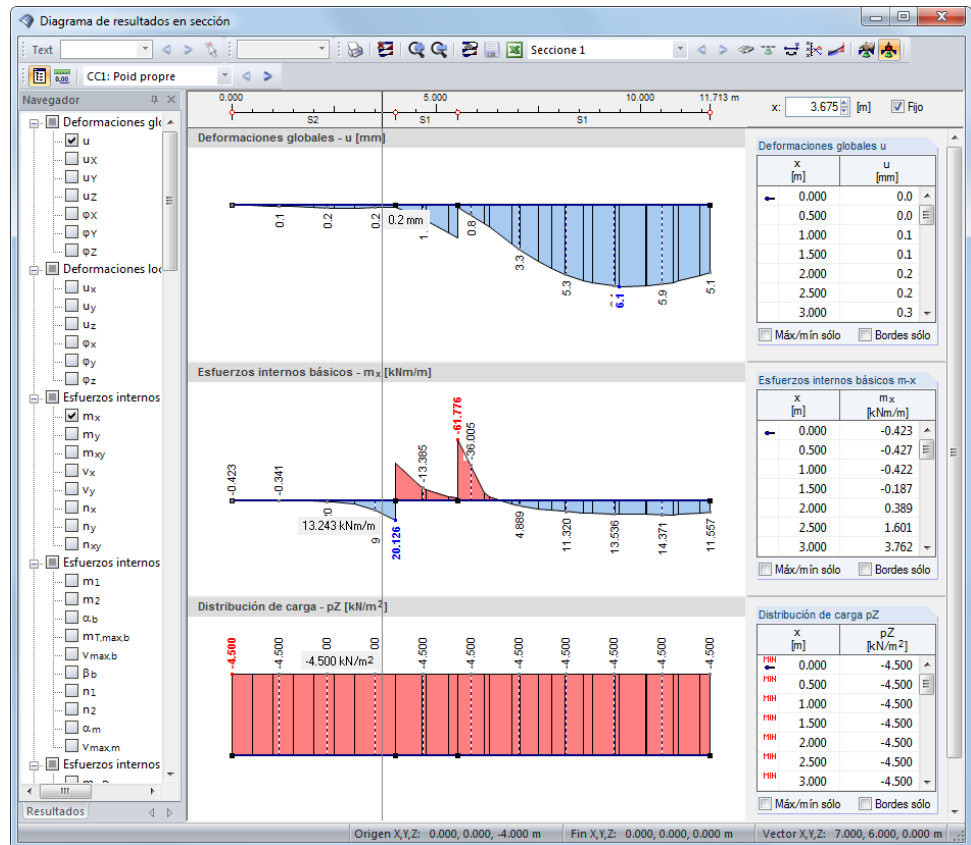 Diagrama de resultados en sección
Text
Seccione 1
CC1: Poid propre
Navegador
Deformaciones glo
u
uX
uY
uZ
φX
φY
φZ
Deformaciones loc
ux
uy
uz
φx
φy
φz
Esfuerzos internos
mx
my
mxy
vx
vy
nx
ny
nxy
Esfuerzos internos
m1
m2
αb
mT,max,b
vmax,b
βb
n1
n2
αm
vmax,m
Esfuerzos internos
Resultados
0.000 5.000 10.000 11.713 m
S2 S1 S1
x: 3.675 [m] Fijo
Deformaciones globales - u [mm]
0.1 0.2 0.2 0.2 mm 1. 0.8 3.3 5.3 6.1 5.9 5.1
Deformaciones globales u
x u
[m] [mm]
0.000 0.0
0.500 0.0
1.000 0.1
1.500 0.1
2.000 0.2
2.500 0.2
3.000 0.3
Máx/mín sólo Bordes sólo
Esfuerzos internos básicos - mx [kNm/m]
-0.423 -0.341 13.243 kNm/m 9 20.126 -13.385 -61.776 -36.005 4.889 11.320 13.536 14.371 11.557
Esfuerzos internos básicos m-x
x mx
[m] [kNm/m]
0.000 -0.423
0.500 -0.427
1.000 -0.422
1.500 -0.187
2.000 0.389
2.500 1.601
3.000 3.762
Máx/mín sólo Bordes sólo
Distribución de carga - pZ [kN/m²]
-4.500 -4.500 00 00 -4.500 -4.500 -4.500 -4.500 -4.500 -4.500 -4.500
-4.500 kN/m²
Distribución de carga pZ
x pZ
[m] [kN/m²]
MIN 0.000 -4.500
MIN 0.500 -4.500
MIN 1.000 -4.500
MIN 1.500 -4.500
MIN 2.000 -4.500
MIN 2.500 -4.500
MIN 3.000 -4.500
Máx/mín sólo Bordes sólo
Origen X,Y,Z: 0.000, 0.000, -4.000 m Fin X,Y,Z: 0.000, 0.000, 0.000 m Vector X,Y,Z: 7.000, 6.000, 0.000 m